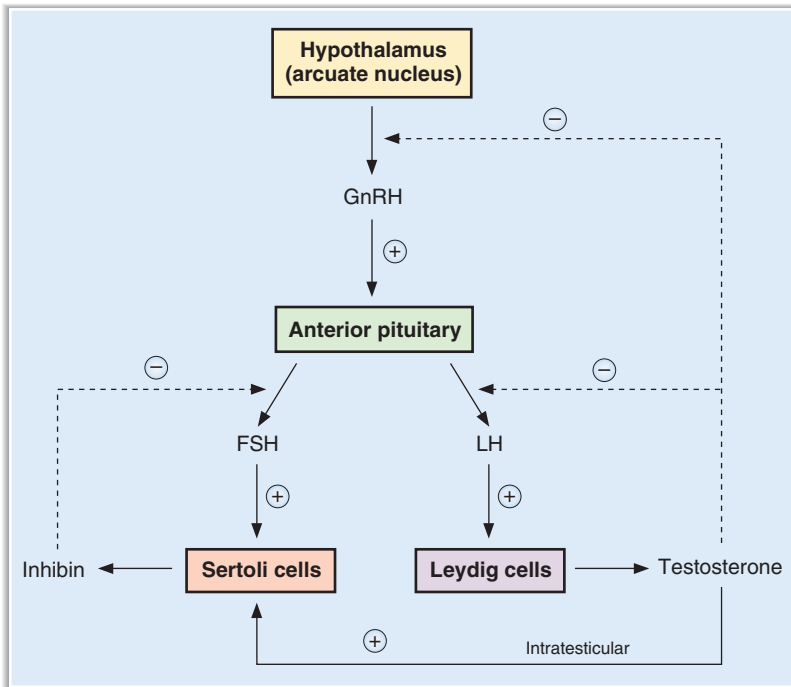 Hypothalamus
(arcuate nucleus)
−
GnRH
+
Anterior pituitary
−
−
FSH
LH
+
+
Inhibin
Sertoli cells
Leydig cells
Testosterone
+
Intratesticular